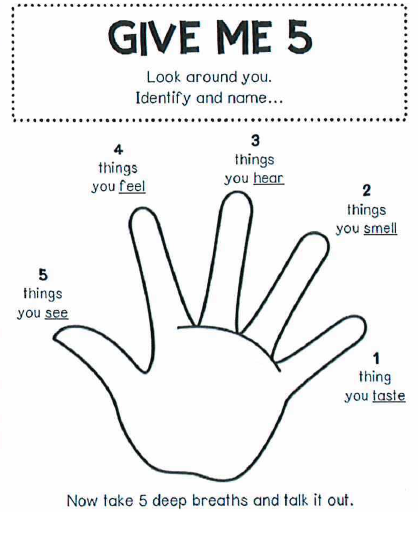 GIVE ME 5
Look around you.
Identify and name...
3
things
you hear
4
things
you feel
2
things
you smell
5
things
you see
1
thing
you taste
Now take 5 deep breaths and talk it out.